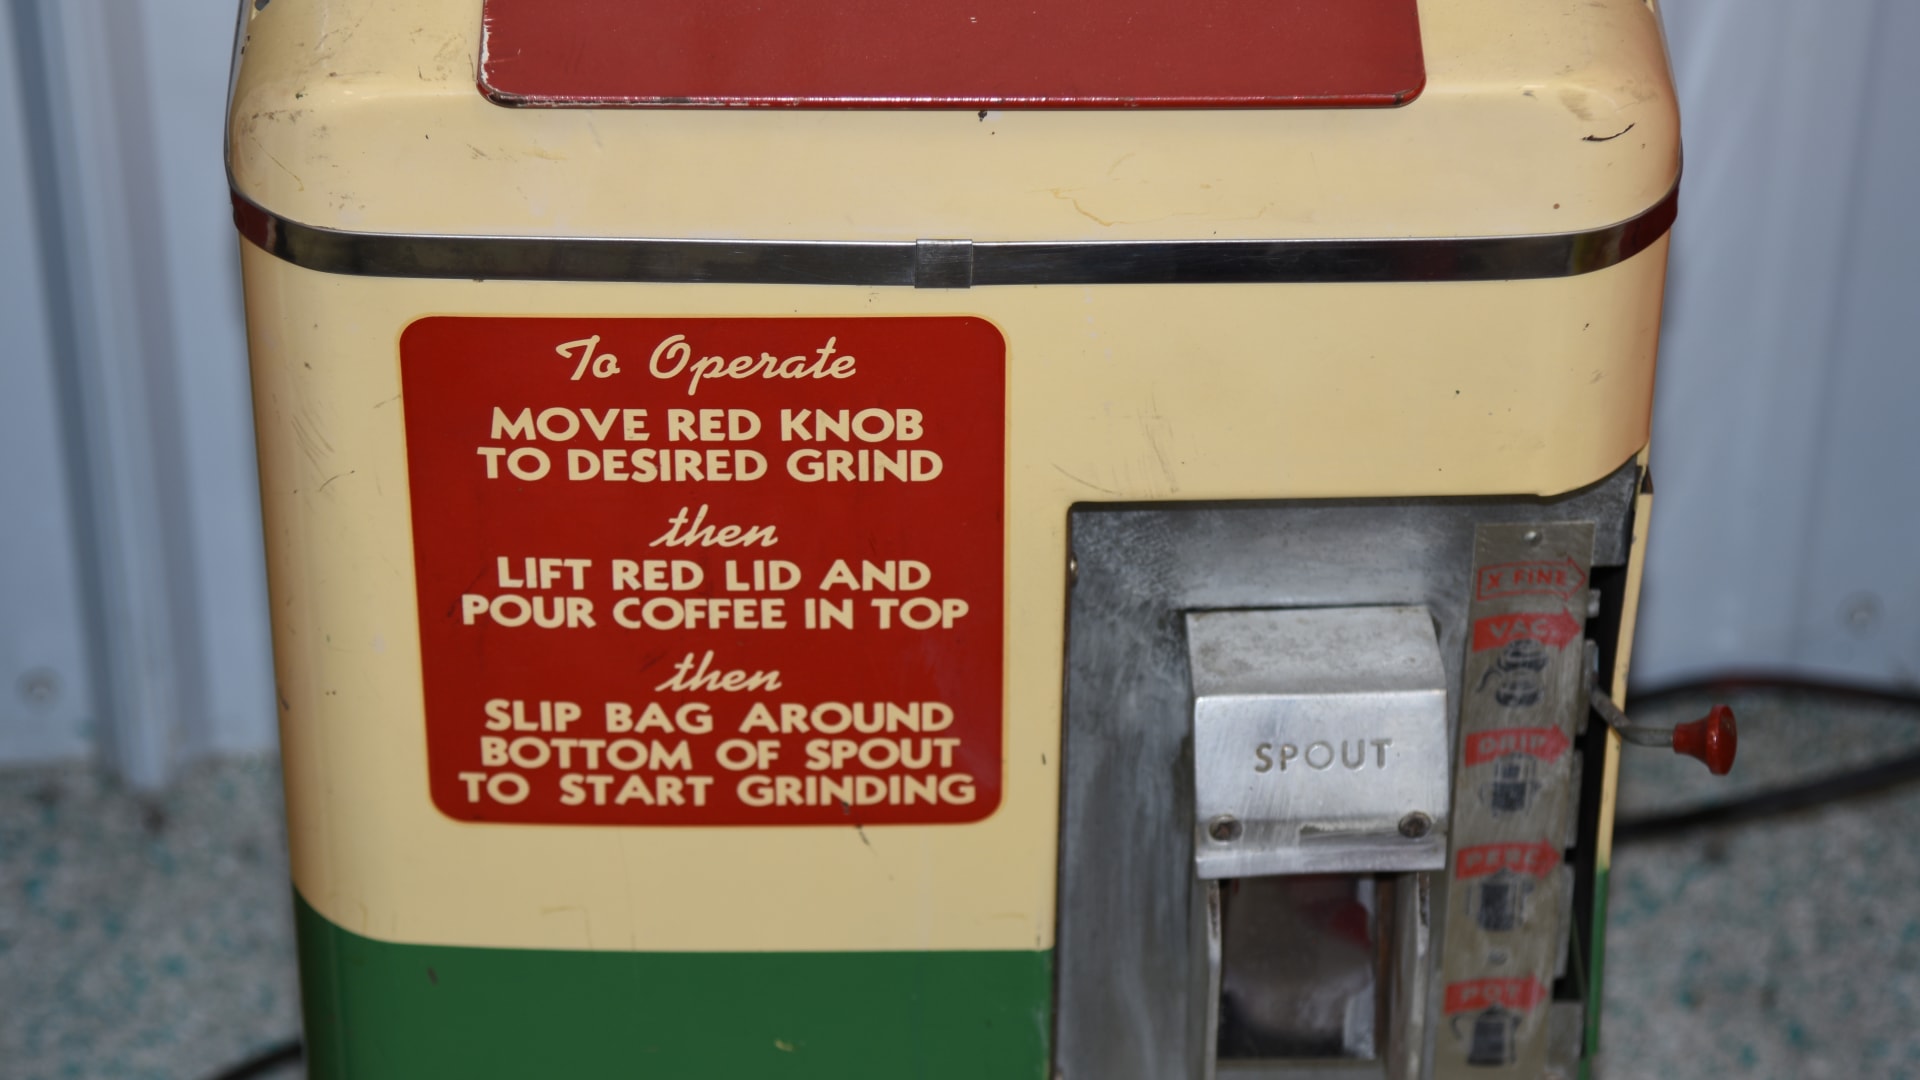 To Operate
MOVE RED KNOB
TO DESIRED GRIND
then
LIFT RED LID AND
POUR COFFEE IN TOP
then
SLIP BAG AROUND
BOTTOM OF SPOUT
TO START GRINDING
SPOUT
X FINE
VAC
DRIP
PERC
POT